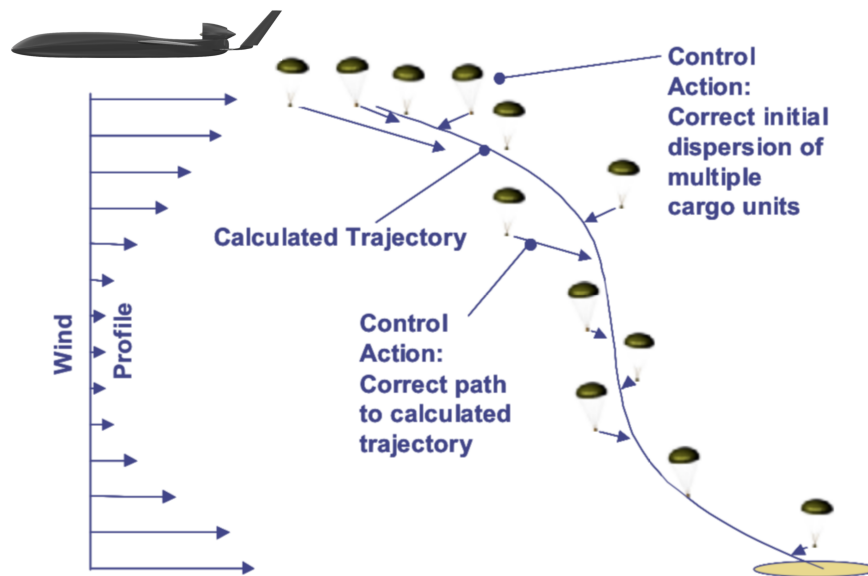 Control
Action:
Correct initial
dispersion of
multiple
cargo units
Calculated Trajectory
Wind
Profile
Control
Action:
Correct path
to calculated
trajectory